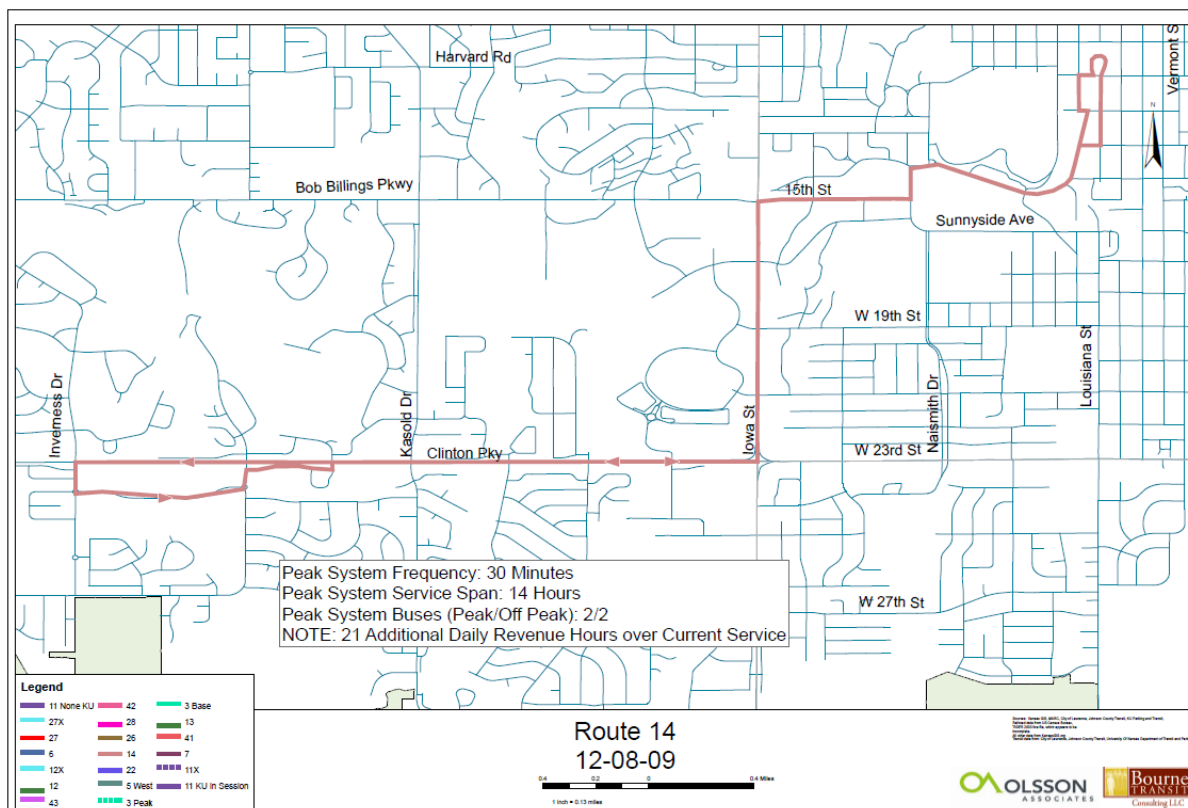 Harvard Rd
Vermont S
N
Bob Billings Pkwy
15th St
Sunnyside Ave
W 19th St
Inverness Dr
Kasold Dr
Iowa St
Naismith Dr
Louisiana St
Clinton Pky
W 23rd St
Peak System Frequency: 30 Minutes
Peak System Service Span: 14 Hours
Peak System Buses (Peak/Off Peak): 2/2
NOTE: 21 Additional Daily Revenue Hours over Current Service
W 27th St
Legend
11 None KU
42
3 Base
27X
28
13
27
26
41
6
14
7
12X
22
11X
12
5 West
11 KU In Session
43
3 Peak
Route 14
12-08-09
0.4 0.2 0 0.4 Miles
1 inch = 0.13 miles
OA OLSSON
ASSOCIATES
Bourne
TRANSIT
Consulting LLC